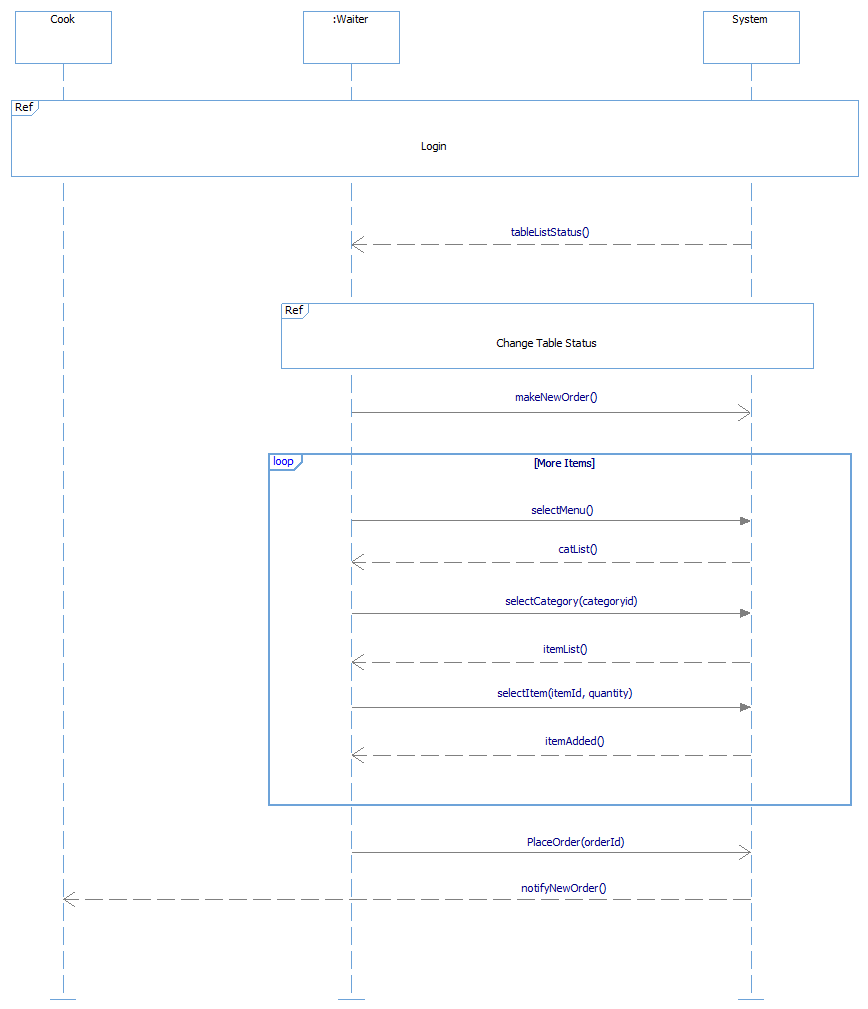 Cook
:Waiter
System
Ref
Login
tableListStatus()
Ref
Change Table Status
makeNewOrder()
loop
[More Items]
selectMenu()
catList()
selectCategory(categoryid)
itemList()
selectItem(itemId, quantity)
itemAdded()
PlaceOrder(orderId)
notifyNewOrder()